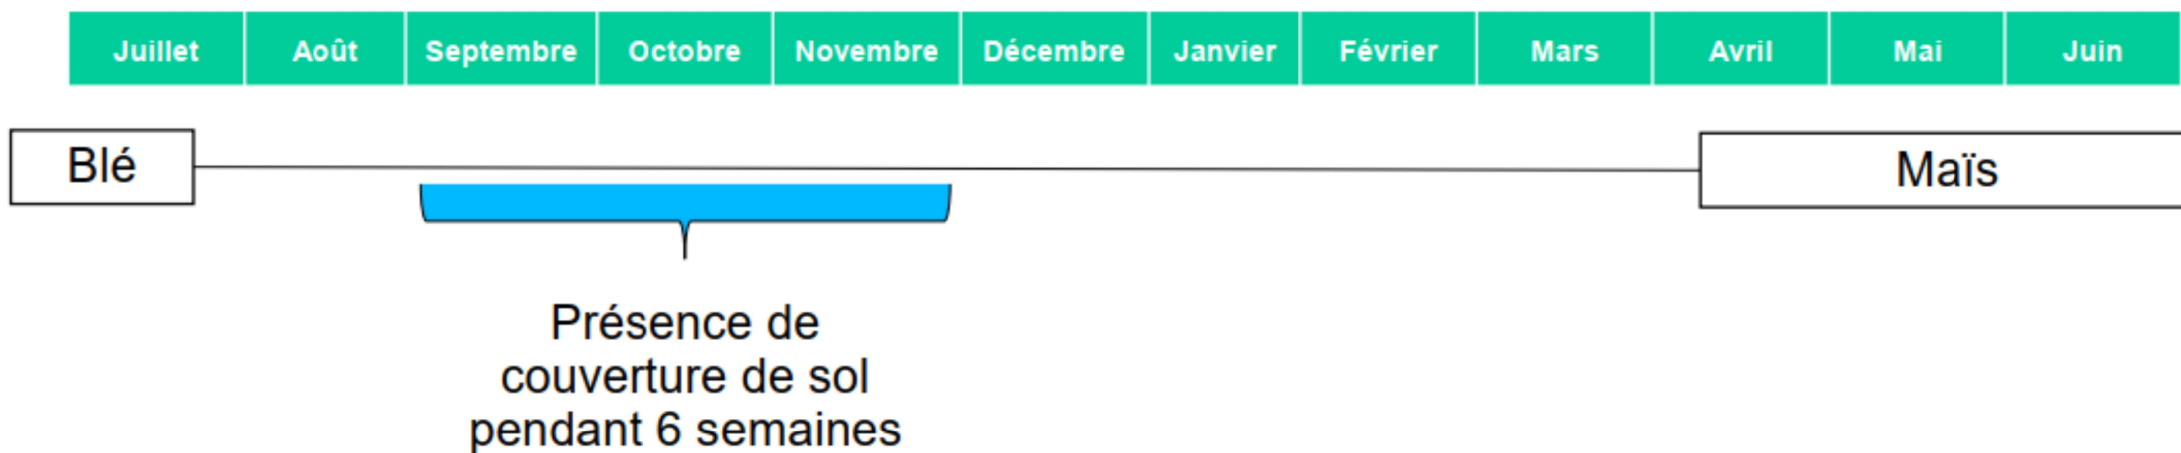 Juillet Août Septembre Octobre Novembre Décembre Janvier Février Mars Avril Mai Juin
Blé Maïs
Présence de
couverture de sol
pendant 6 semaines